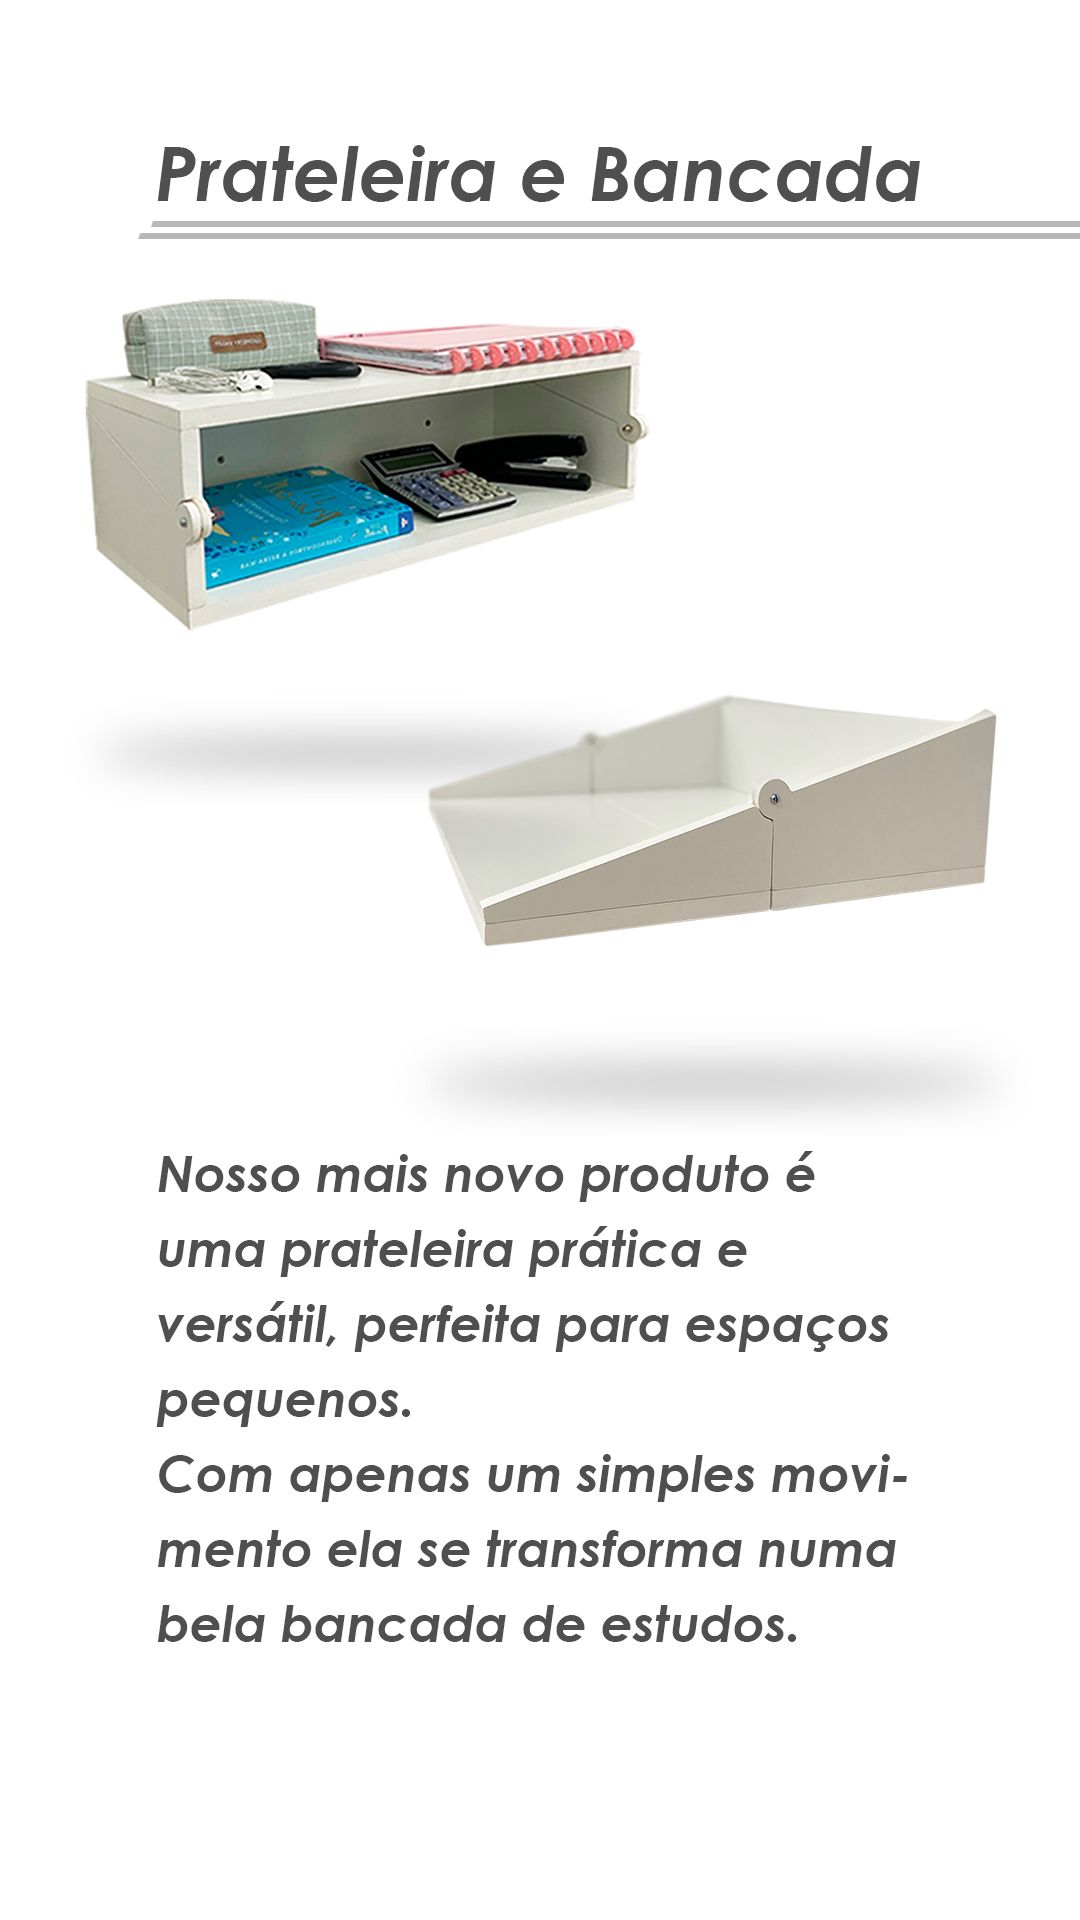 Prateleira e Bancada
Nosso mais novo produto é
uma prateleira prática e
versátil, perfeita para espaços
pequenos.
Com apenas um simples movi-
mento ela se transforma numa
bela bancada de estudos.